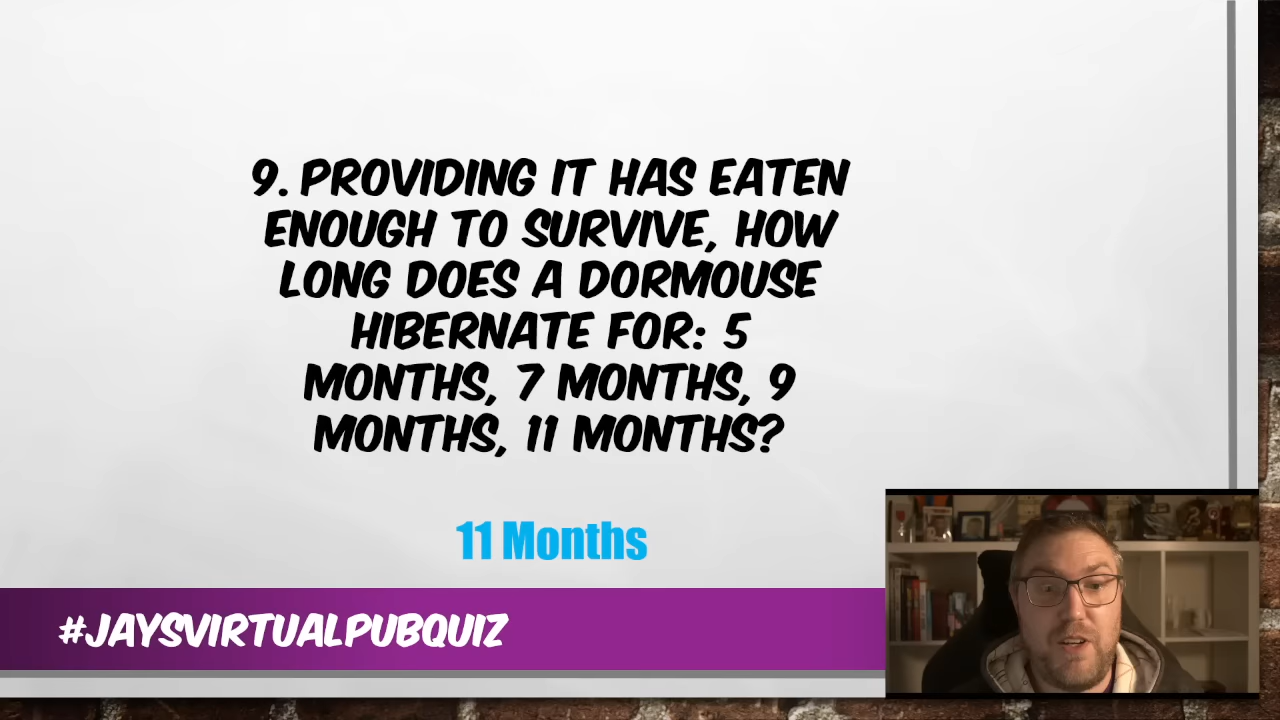 9. PROVIDING IT HAS EATEN
ENOUGH TO SURVIVE, HOW
LONG DOES A DORMOUSE
HIBERNATE FOR: 5
MONTHS, 7 MONTHS, 9
MONTHS, 11 MONTHS?
11 Months
#JAYSVIRTUALPUBQUIZ